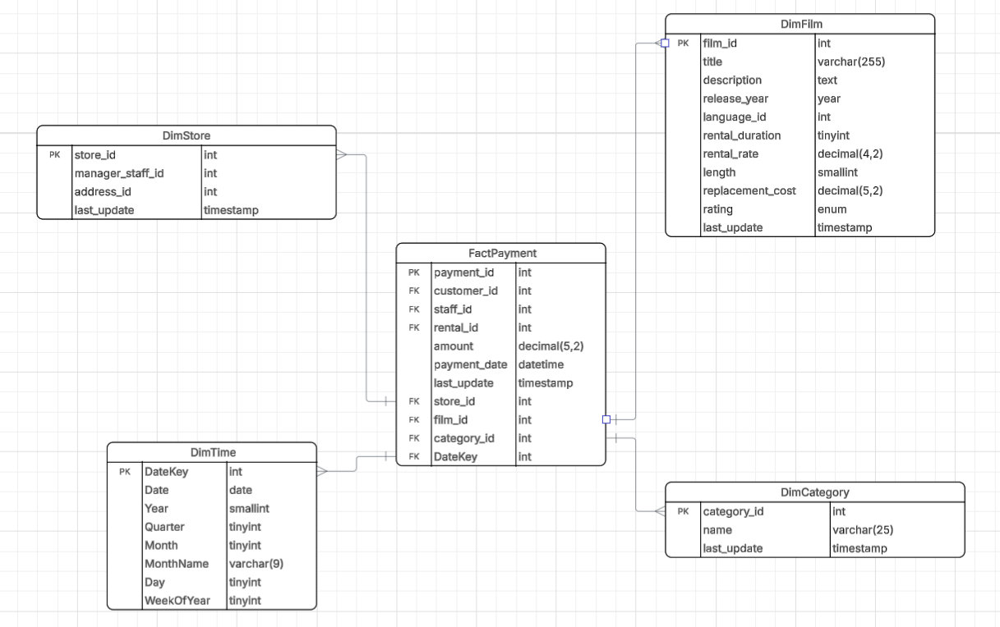 DimFilm
PK film_id int
title varchar(255)
description text
release_year year
language_id int
rental_duration tinyint
rental_rate decimal(4,2)
length smallint
replacement_cost decimal(5,2)
rating enum
last_update timestamp
DimStore
PK store_id int
manager_staff_id int
address_id int
last_update timestamp
FactPayment
PK payment_id int
FK customer_id int
FK staff_id int
FK rental_id int
amount decimal(5,2)
payment_date datetime
last_update timestamp
FK store_id int
FK film_id int
FK category_id int
FK DateKey int
DimTime
PK DateKey int
Date date
Year smallint
Quarter tinyint
Month tinyint
MonthName varchar(9)
Day tinyint
WeekOfYear tinyint
DimCategory
PK category_id int
name varchar(25)
last_update timestamp